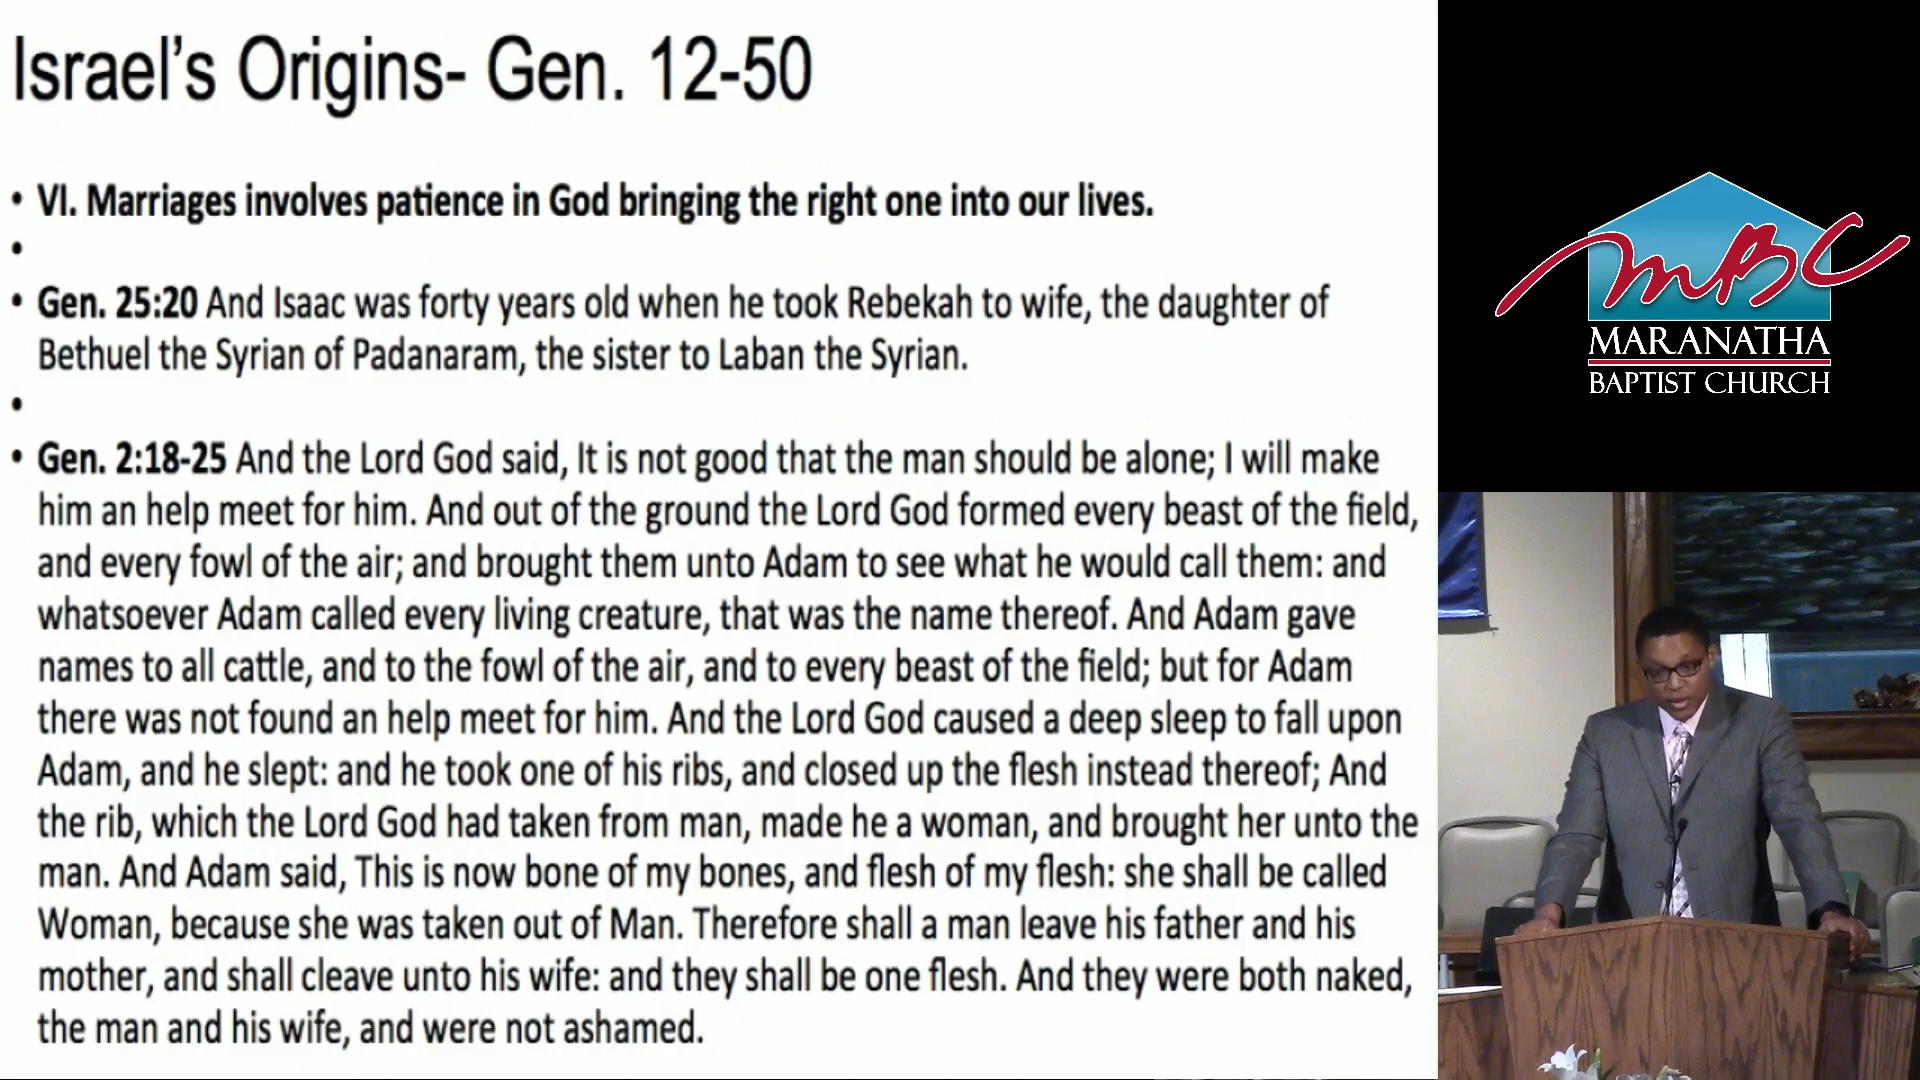 Israel's Origins- Gen. 12-50
• VI. Marriages involves patience in God bringing the right one into our lives.
•
• Gen. 25:20 And Isaac was forty years old when he took Rebekah to wife, the daughter of
Bethuel the Syrian of Padanaram, the sister to Laban the Syrian.
•
• Gen. 2:18-25 And the Lord God said, It is not good that the man should be alone; I will make
him an help meet for him. And out of the ground the Lord God formed every beast of the field,
and every fowl of the air; and brought them unto Adam to see what he would call them: and
whatsoever Adam called every living creature, that was the name thereof. And Adam gave
names to all cattle, and to the fowl of the air, and to every beast of the field; but for Adam
there was not found an help meet for him. And the Lord God caused a deep sleep to fall upon
Adam, and he slept: and he took one of his ribs, and closed up the flesh instead thereof; And
the rib, which the Lord God had taken from man, made he a woman, and brought her unto the
man. And Adam said, This is now bone of my bones, and flesh of my flesh: she shall be called
Woman, because she was taken out of Man. Therefore shall a man leave his father and his
mother, and shall cleave unto his wife: and they shall be one flesh. And they were both naked,
the man and his wife, and were not ashamed.
mBC
MARANATHA
BAPTIST CHURCH